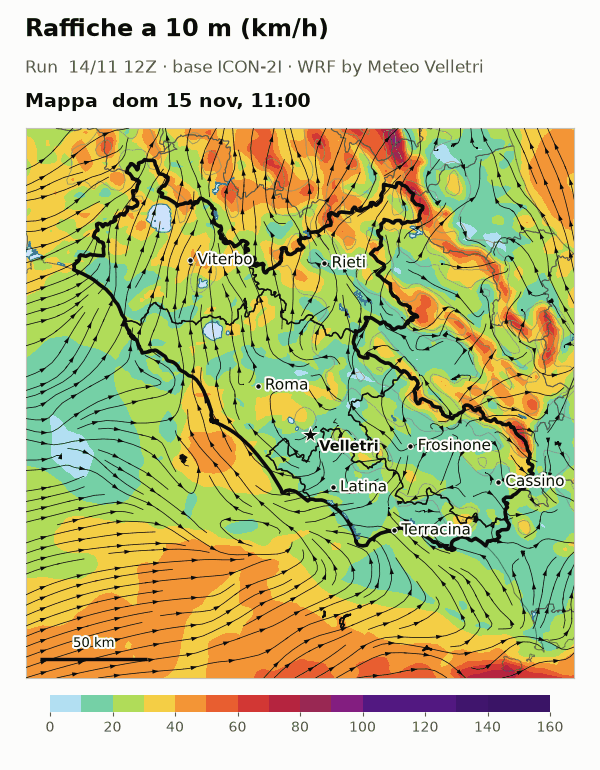 Raffiche a 10 m (km/h)
Run  14/11 12Z · base ICON-2I · WRF by Meteo Velletri
Mappa  dom 15 nov, 11:00
Viterbo
Rieti
Roma
Velletri
Frosinone
Cassino
Latina
Terracina
50 km
0 20 40 60 80 100 120 140 160